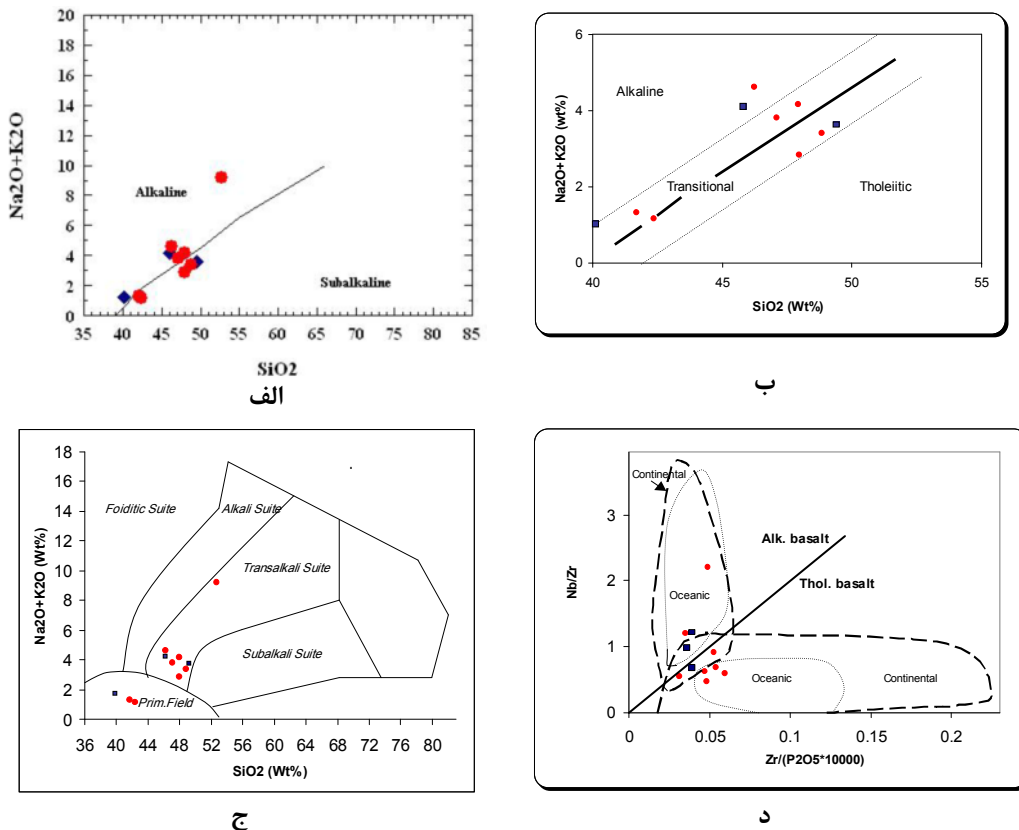 20
18
16
14
12
10
8
6
4
2
0
Na2O+K2O
Alkaline
Subalkaline
35 40 45 50 55 60 65 70 75 80 85
SiO2
الف
6
4
2
0
Na2O+K2O (wt%)
Alkaline
Transitional
Tholeiitic
40 45 50 55
SiO2 (Wt%)
ب
18
16
14
12
10
8
6
4
2
0
Na2O+K2O (Wt%)
Foiditic Suite
Alkali Suite
Transalkali Suite
Subalkali Suite
Prim.Field
36 44 48 52 60 64 68 72 76 80
SiO2 (Wt%)
ج
3
2
1
0
Nb/Zr
Continental
Alk. basalt
Thol. basalt
Oceanic
Oceanic
Continental
0 0.05 0.1 0.15 0.2
Zr/(P2O5*10000)
د